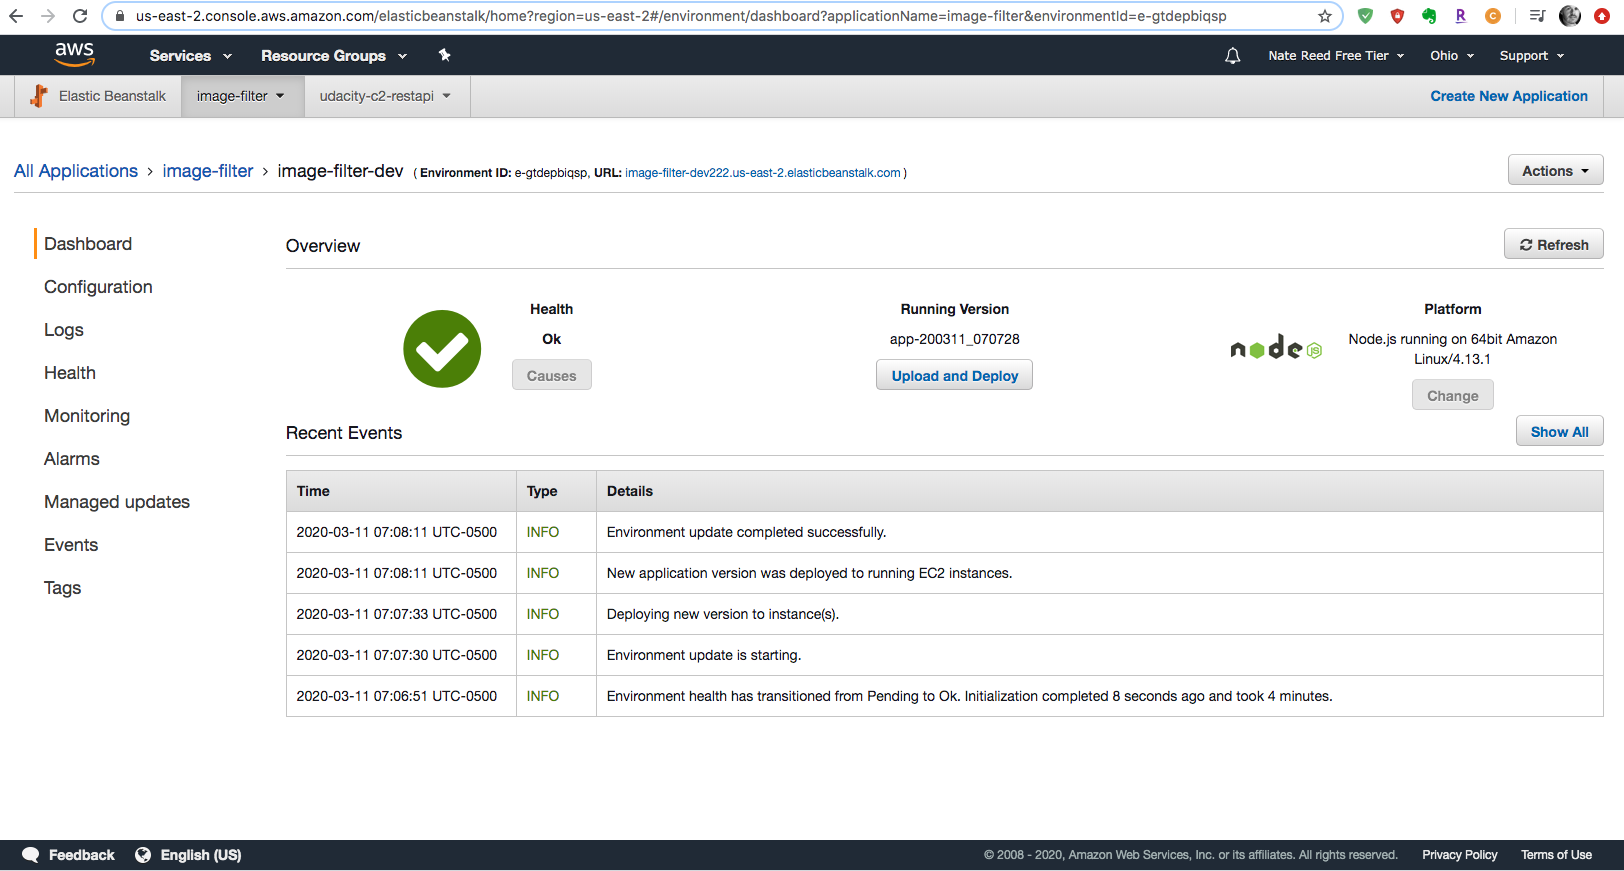 us-east-2.console.aws.amazon.com/elasticbeanstalk/home?region=us-east-2#/environment/dashboard?applicationName=image-filter&environmentId=e-gtdepbiqsp
R
C
aws
Services
Resource Groups
Nate Reed Free Tier
Ohio
Support
Elastic Beanstalk
image-filter
udacity-c2-restapi
Create New Application
All Applications > image-filter > image-filter-dev ( Environment ID: e-gtdepbiqsp, URL: image-filter-dev222.us-east-2.elasticbeanstalk.com )
Actions
Dashboard
Configuration
Logs
Health
Monitoring
Alarms
Managed updates
Events
Tags
Overview
Refresh
Health
Ok
Causes
Running Version
app-200311_070728
Upload and Deploy
node JS
Platform
Node.js running on 64bit Amazon
Linux/4.13.1
Change
Recent Events
Show All
Time Type Details
2020-03-11 07:08:11 UTC-0500 INFO Environment update completed successfully.
2020-03-11 07:08:11 UTC-0500 INFO New application version was deployed to running EC2 instances.
2020-03-11 07:07:33 UTC-0500 INFO Deploying new version to instance(s).
2020-03-11 07:07:30 UTC-0500 INFO Environment update is starting.
2020-03-11 07:06:51 UTC-0500 INFO Environment health has transitioned from Pending to Ok. Initialization completed 8 seconds ago and took 4 minutes.
Feedback
English (US)
© 2008 - 2020, Amazon Web Services, Inc. or its affiliates. All rights reserved.
Privacy Policy
Terms of Use